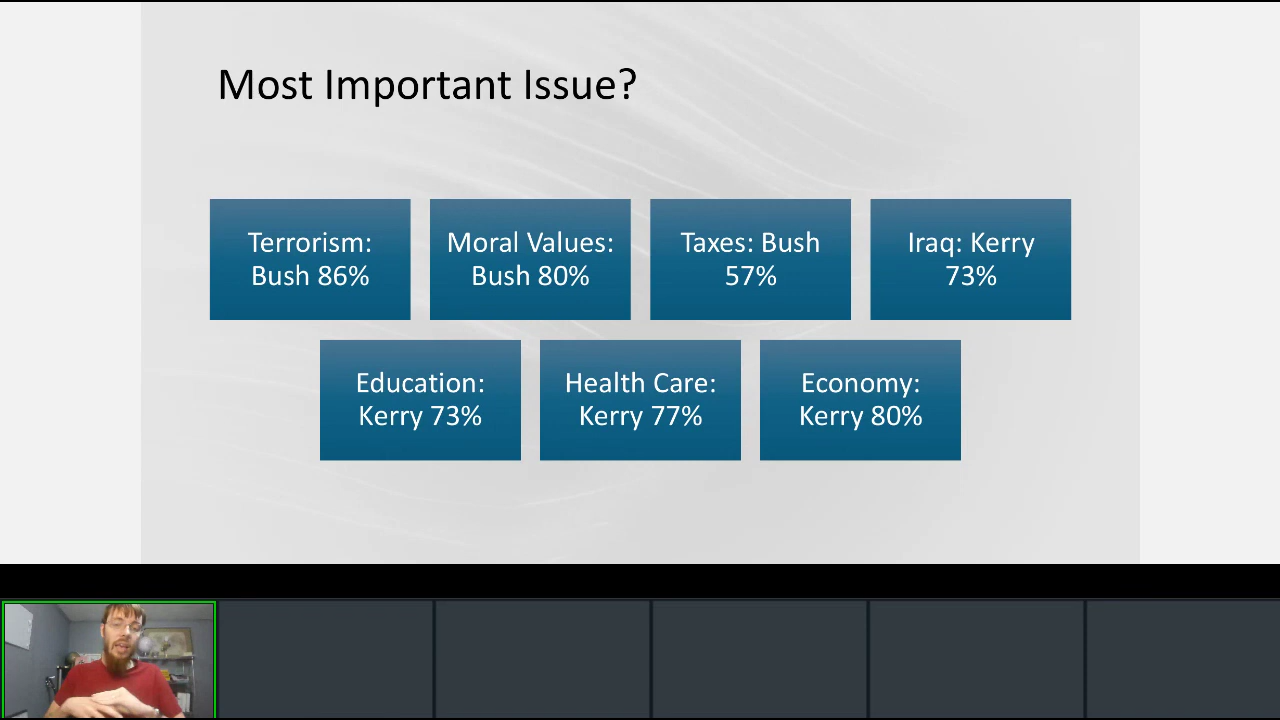 Most Important Issue?
Terrorism:
Bush 86%
Moral Values:
Bush 80%
Taxes: Bush
57%
Iraq: Kerry
73%
Education:
Kerry 73%
Health Care:
Kerry 77%
Economy:
Kerry 80%